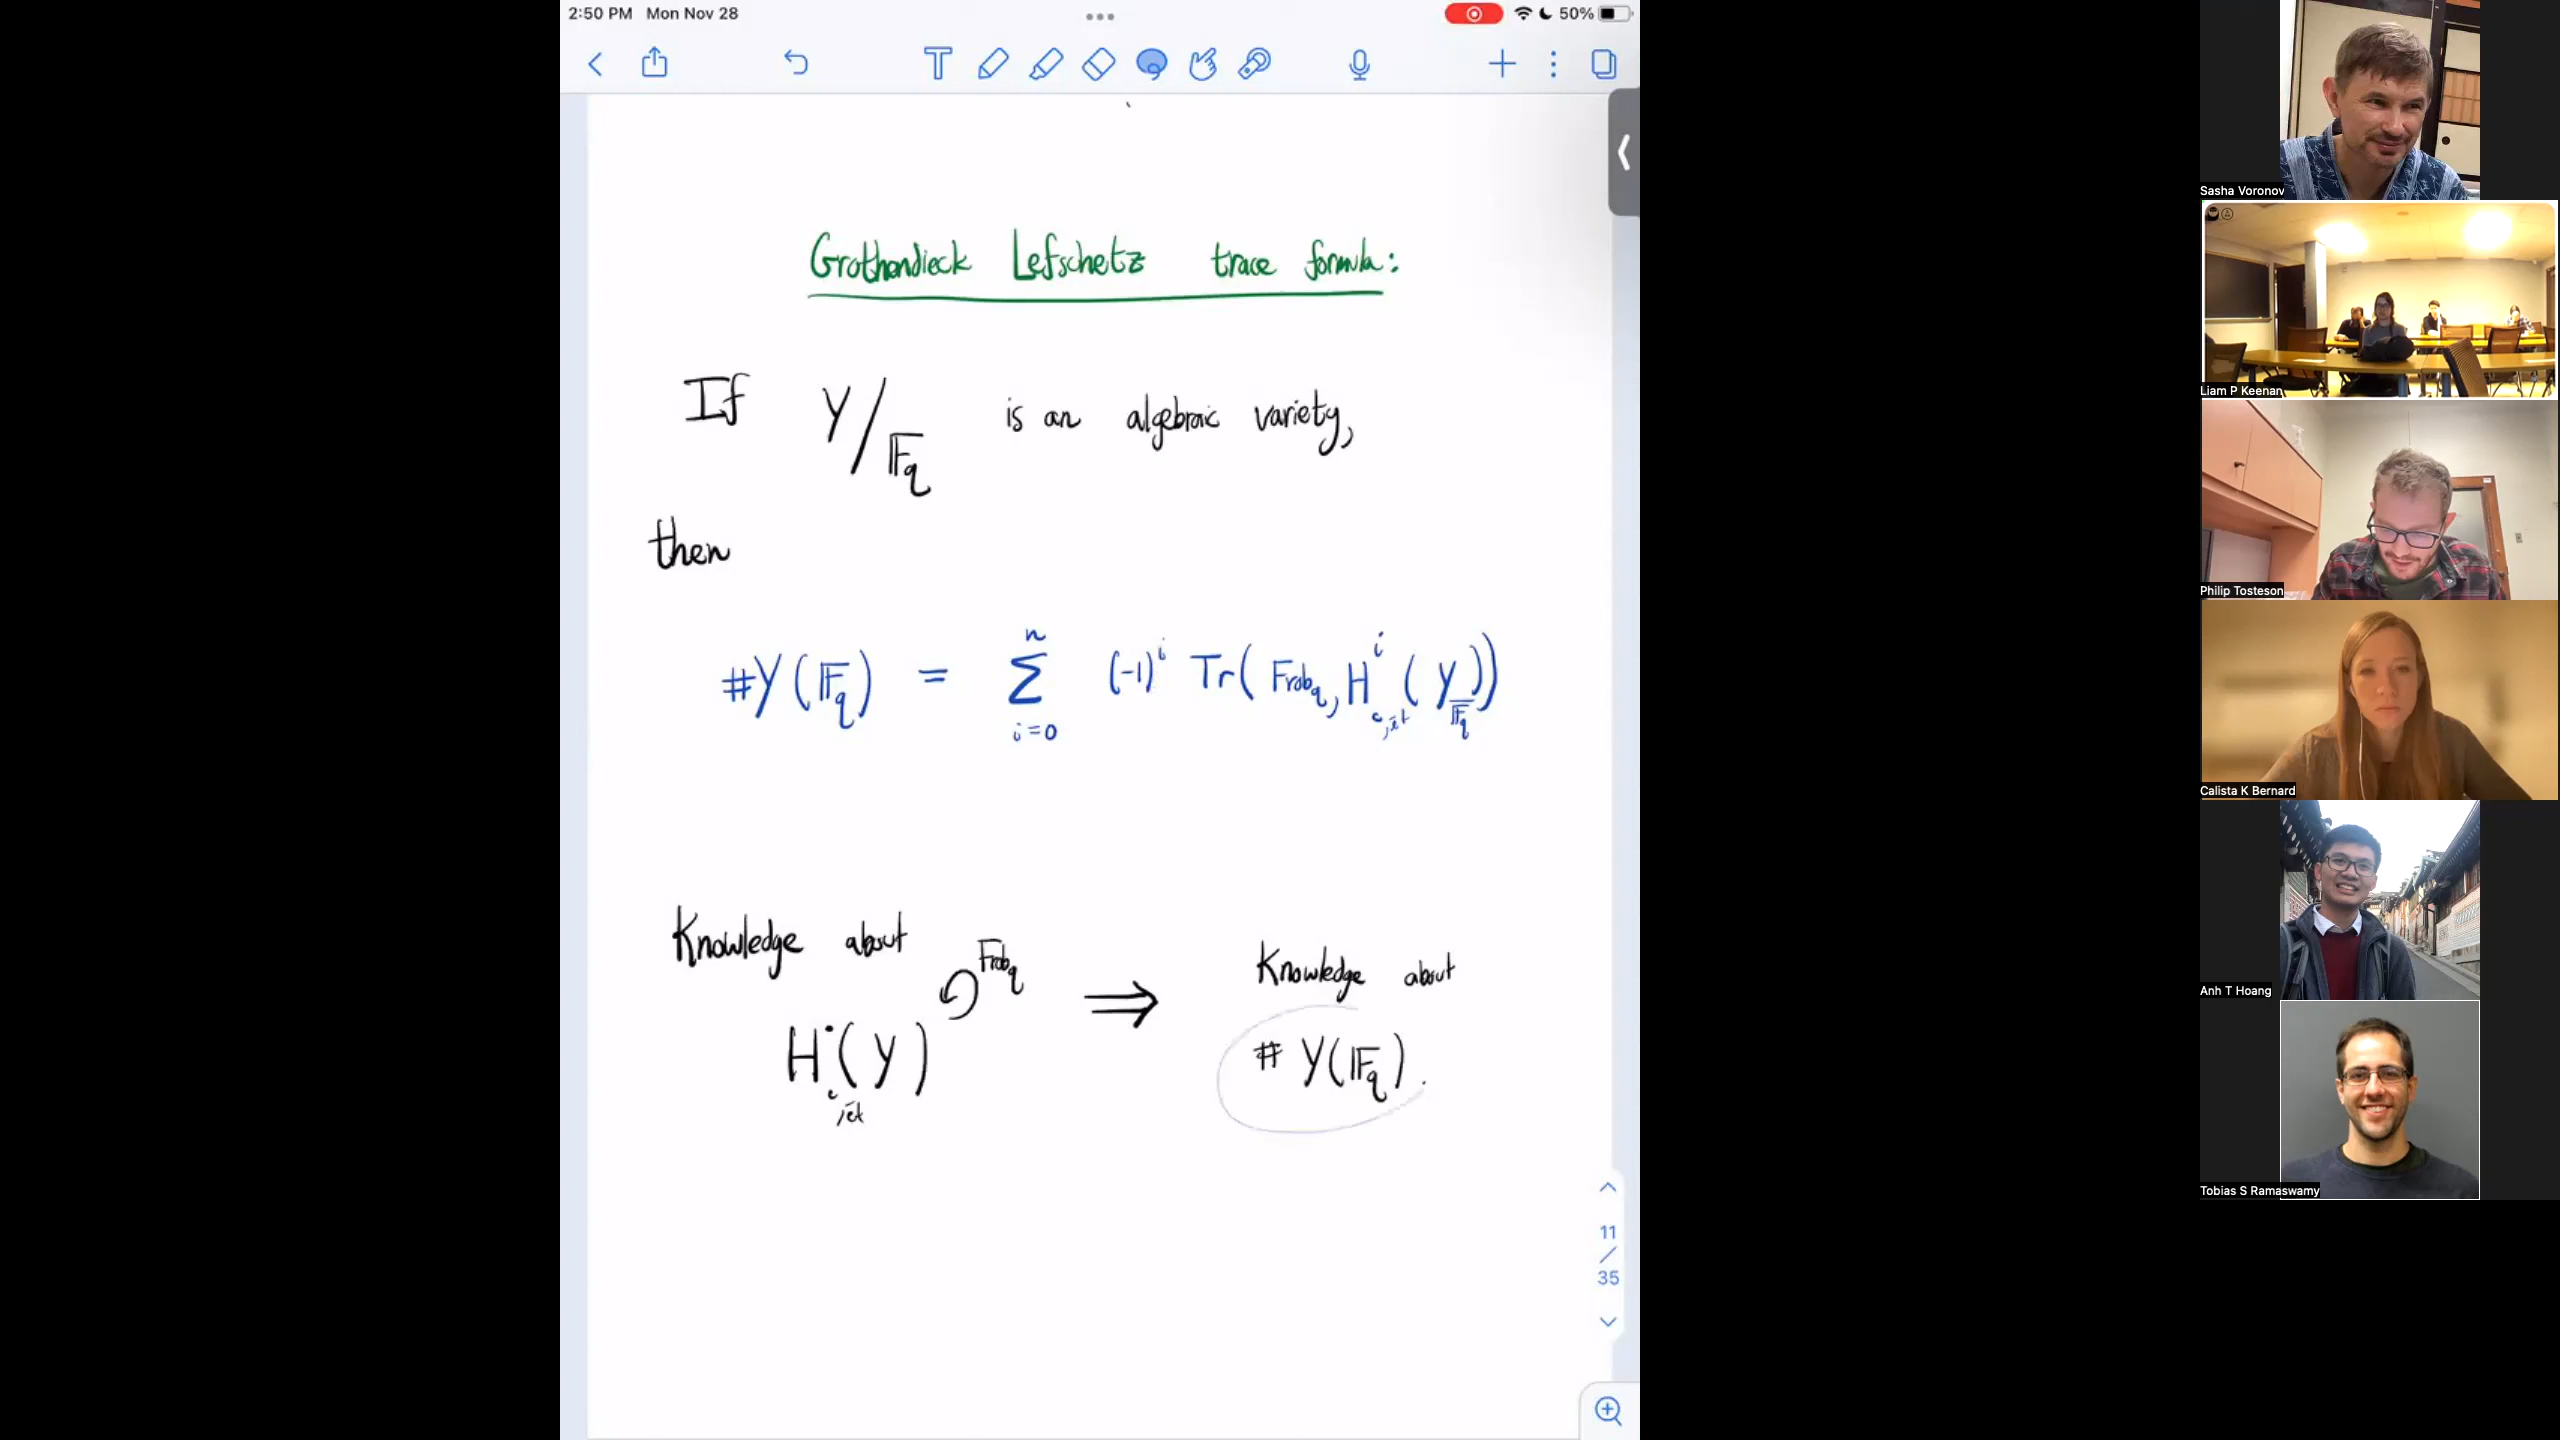 2:50 PM Mon Nov 28
50%
Grothendieck Lefschetz trace formula:
If Y/𝔽_q is an algebraic variety,
then
#Y(𝔽_q) = ∑_{i=0}^{n} (-1)^i Tr(Frob_q, H^i_{c,ét}(Y_{\overline{𝔽}_q}))
Knowledge about
H^•_{c,ét}(Y) ↺ Frob_q
⇒
Knowledge about
# Y(𝔽_q).
11
/
35
Sasha Voronov
Liam P Keenan
Philip Tosteson
Calista K Bernard
Anh T Hoang
Tobias S Ramaswamy